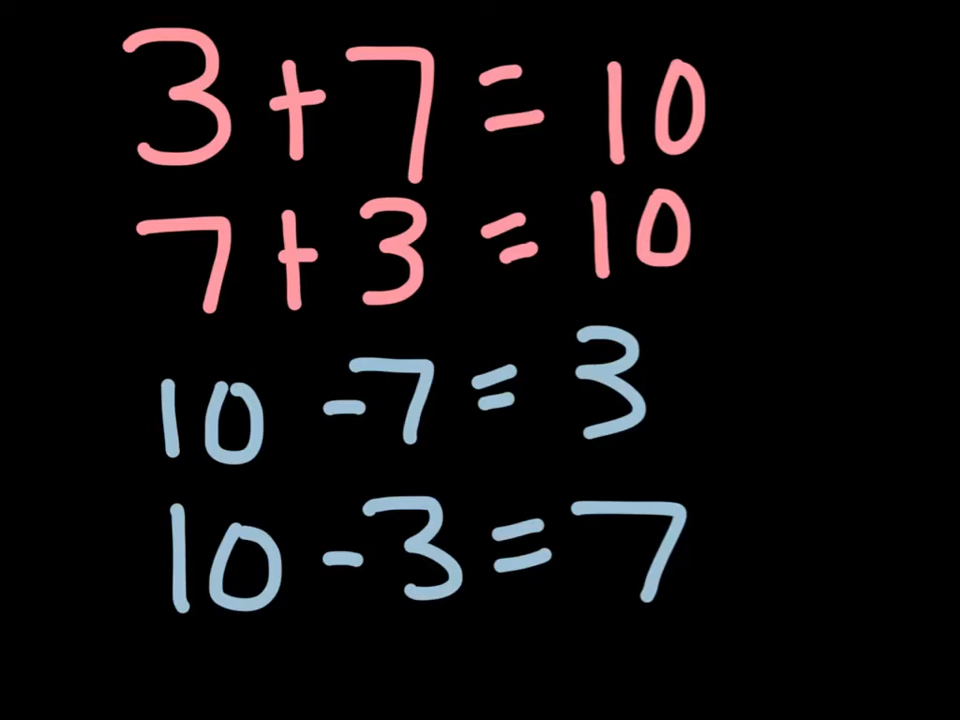 3 + 7 = 10
7 + 3 = 10
10 - 7 = 3
10 - 3 = 7